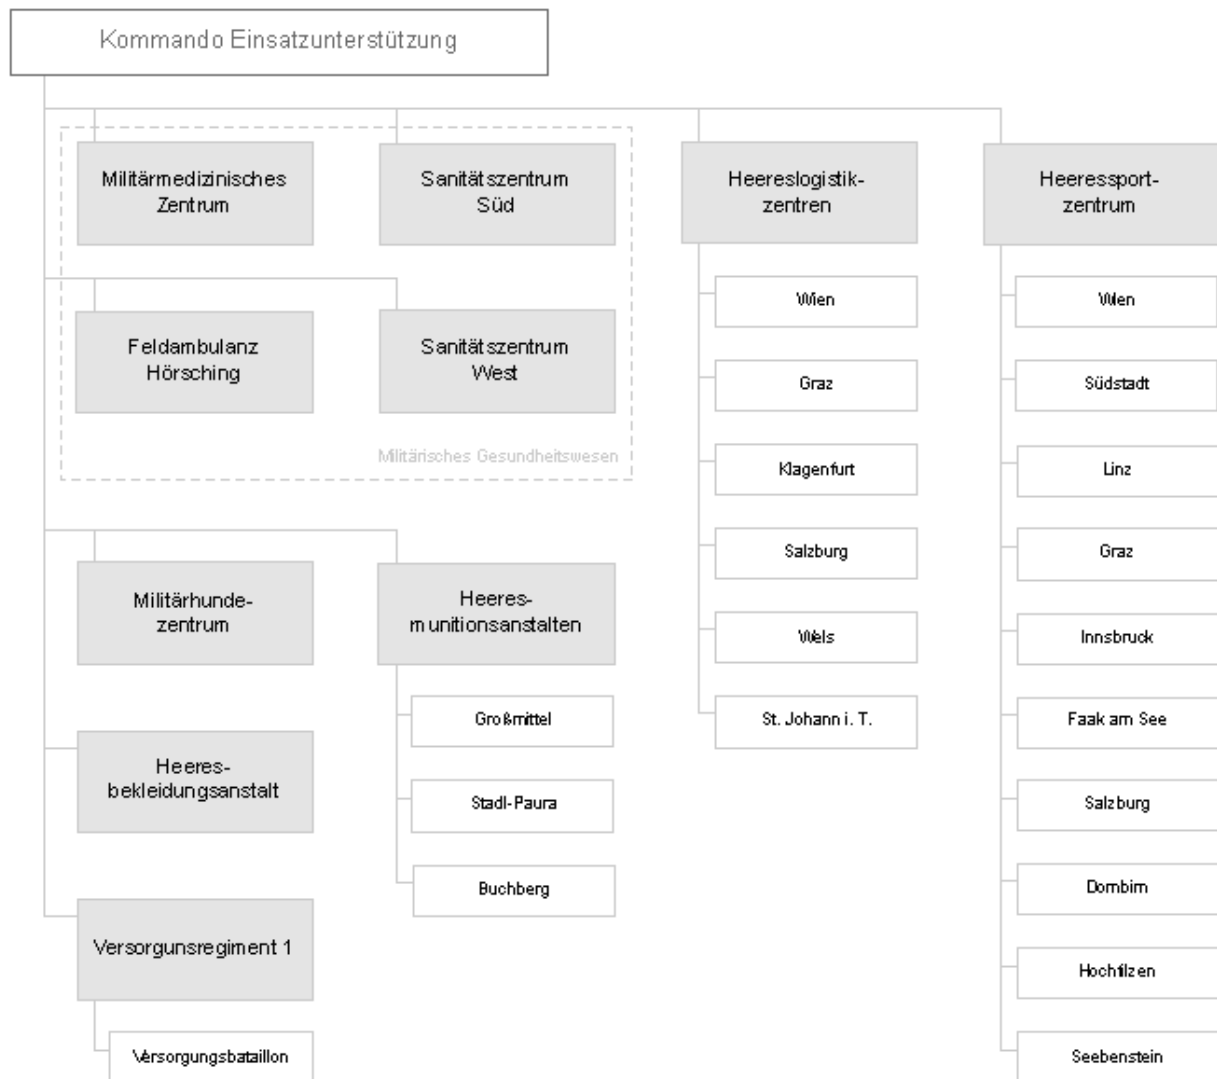 Kommando Einsatzunterstützung
Militärmedizinisches
Zentrum
Sanitätszentrum
Süd
Heereslogistik-
zentren
Heeressport-
zentrum
Feldambulanz
Hörsching
Sanitätszentrum
West
Militärisches Gesundheitswesen
Wien
Graz
Klagenfurt
Salzburg
Wels
St. Johann i. T.
Wien
Südstadt
Linz
Graz
Innsbruck
Faak am See
Salzburg
Dornbirn
Hochfilzen
Seebenstein
Militärhunde-
zentrum
Heeres-
munitionsanstalten
Großmittel
Stadl-Paura
Buchberg
Heeres-
bekleidungsanstalt
Versorgunsregiment 1
Versorgungsbataillon